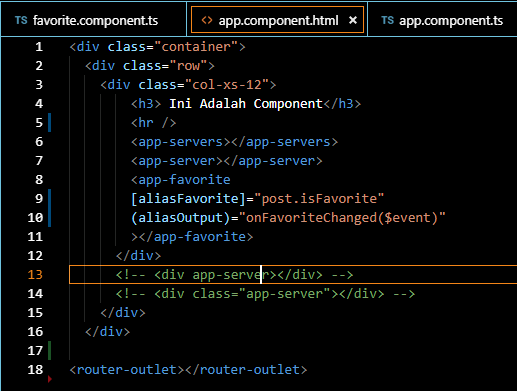 TS favorite.component.ts <> app.component.html × TS app.component.ts
1 <div class="container">
2 <div class="row">
3 <div class="col-xs-12">
4 <h3> Ini Adalah Component</h3>
5 <hr />
6 <app-servers></app-servers>
7 <app-server></app-server>
8 <app-favorite
9 [aliasFavorite]="post.isFavorite"
10 (aliasOutput)="onFavoriteChanged($event)"
11 ></app-favorite>
12 </div>
13 <!-- <div app-server></div> -->
14 <!-- <div class="app-server"></div> -->
15 </div>
16 </div>
17
18 <router-outlet></router-outlet>